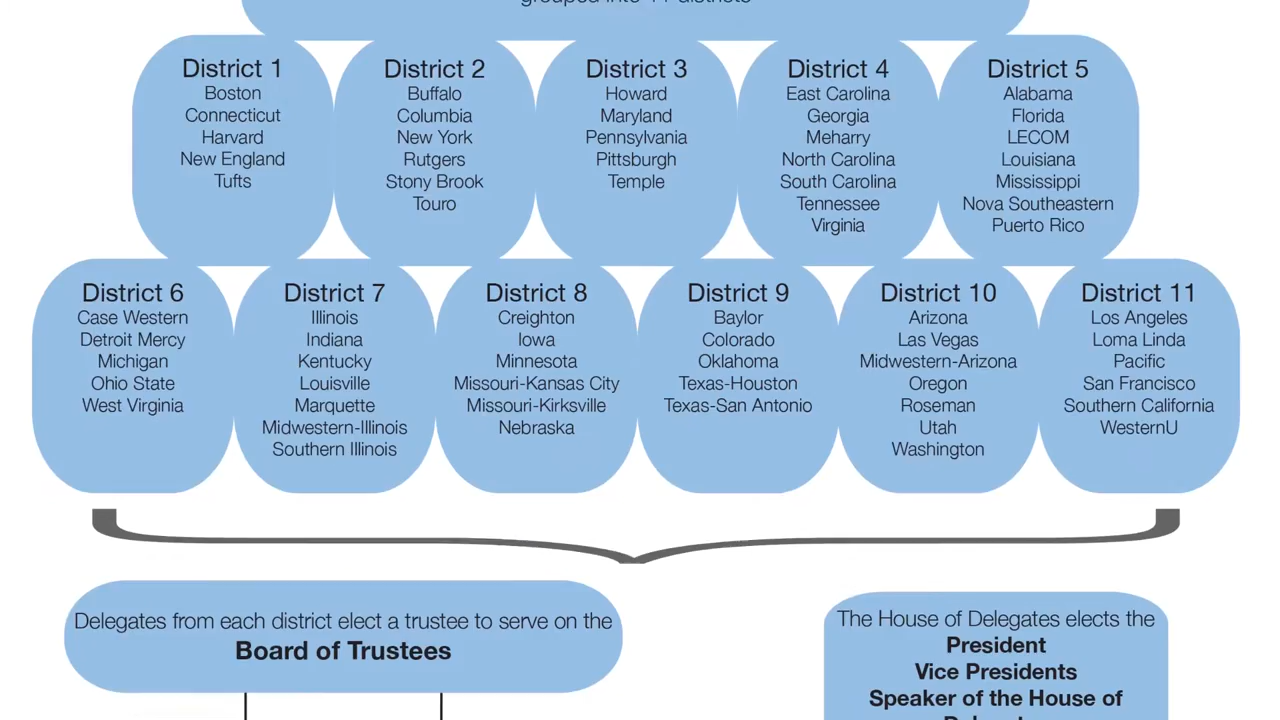 grouped into 11 districts
District 1
Boston
Connecticut
Harvard
New England
Tufts
District 2
Buffalo
Columbia
New York
Rutgers
Stony Brook
Touro
District 3
Howard
Maryland
Pennsylvania
Pittsburgh
Temple
District 4
East Carolina
Georgia
Meharry
North Carolina
South Carolina
Tennessee
Virginia
District 5
Alabama
Florida
LECOM
Louisiana
Mississippi
Nova Southeastern
Puerto Rico
District 6
Case Western
Detroit Mercy
Michigan
Ohio State
West Virginia
District 7
Illinois
Indiana
Kentucky
Louisville
Marquette
Midwestern-Illinois
Southern Illinois
District 8
Creighton
Iowa
Minnesota
Missouri-Kansas City
Missouri-Kirksville
Nebraska
District 9
Baylor
Colorado
Oklahoma
Texas-Houston
Texas-San Antonio
District 10
Arizona
Las Vegas
Midwestern-Arizona
Oregon
Roseman
Utah
Washington
District 11
Los Angeles
Loma Linda
Pacific
San Francisco
Southern California
WesternU
Delegates from each district elect a trustee to serve on the
Board of Trustees
The House of Delegates elects the
President
Vice Presidents
Speaker of the House of